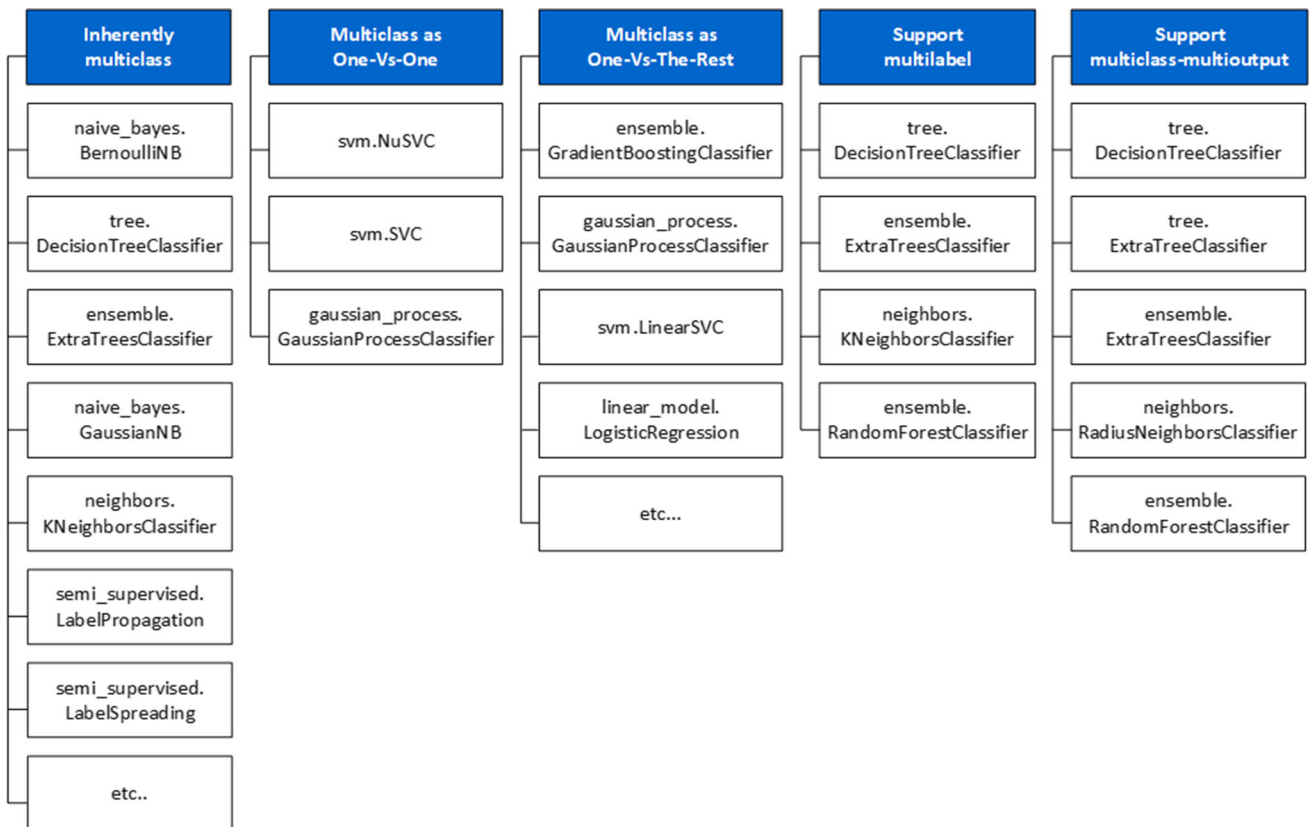 Inherently
multiclass
naive_bayes.
BernoulliNB
tree.
DecisionTreeClassifier
ensemble.
ExtraTreesClassifier
naive_bayes.
GaussianNB
neighbors.
KNeighborsClassifier
semi_supervised.
LabelPropagation
semi_supervised.
LabelSpreading
etc..
Multiclass as
One-Vs-One
svm.NuSVC
svm.SVC
gaussian_process.
GaussianProcessClassifier
Multiclass as
One-Vs-The-Rest
ensemble.
GradientBoostingClassifier
gaussian_process.
GaussianProcessClassifier
svm.LinearSVC
linear_model.
LogisticRegression
etc...
Support
multilabel
tree.
DecisionTreeClassifier
ensemble.
ExtraTreesClassifier
neighbors.
KNeighborsClassifier
ensemble.
RandomForestClassifier
Support
multiclass-multioutput
tree.
DecisionTreeClassifier
tree.
ExtraTreeClassifier
ensemble.
ExtraTreesClassifier
neighbors.
RadiusNeighborsClassifier
ensemble.
RandomForestClassifier